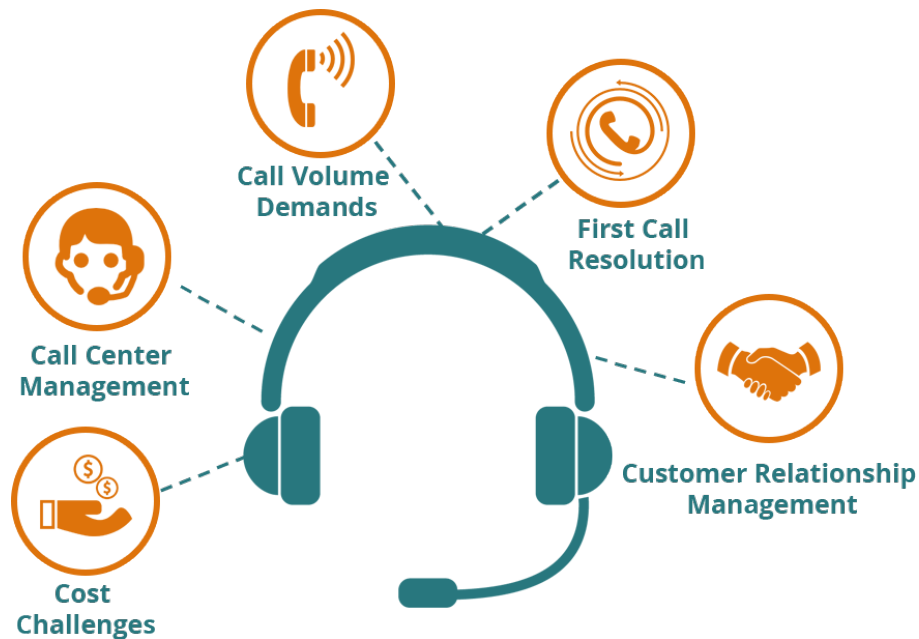 Call Volume
Demands
First Call
Resolution
Call Center
Management
Customer Relationship
Management
$
$
Cost
Challenges